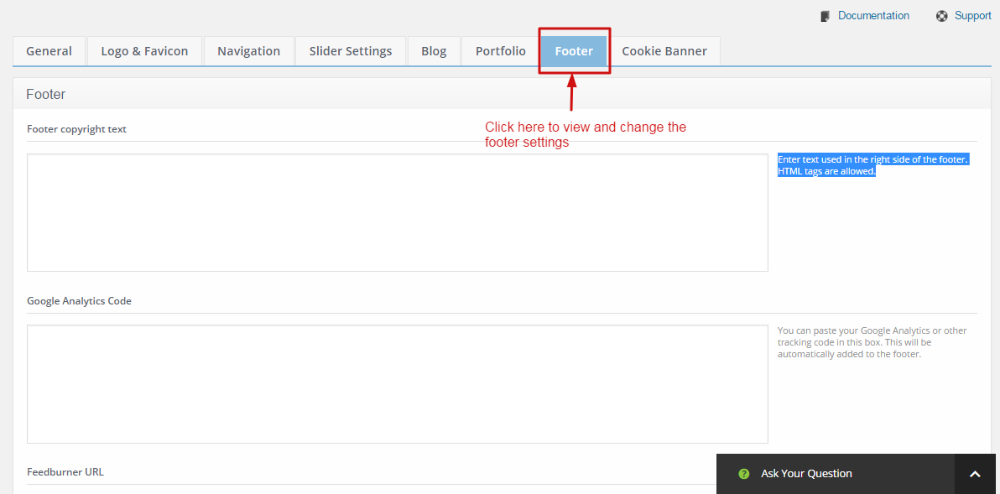 Documentation
Support
General
Logo & Favicon
Navigation
Slider Settings
Blog
Portfolio
Footer
Cookie Banner
Footer
Click here to view and change the
footer settings
Footer copyright text
Enter text used in the right side of the footer.
HTML tags are allowed.
Google Analytics Code
You can paste your Google Analytics or other
tracking code in this box. This will be
automatically added to the footer.
Feedburner URL
? Ask Your Question